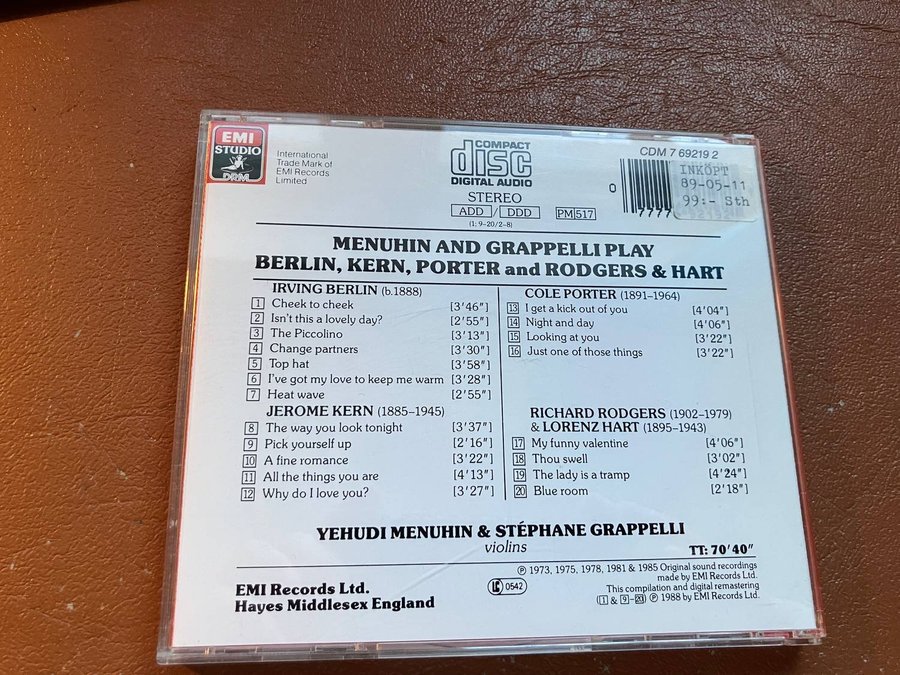 EMI
STUDIO
DRM
International
Trade Mark of
EMI Records
Limited
COMPACT
disc
DIGITAL AUDIO
STEREO
ADD / DDD
(1; 9–20/2–8)
PM 517
CDM 7 69219 2
INKÖPT
89-05-11
99:- Sth
0
7777
MENUHIN AND GRAPPELLI PLAY
BERLIN, KERN, PORTER and RODGERS & HART
IRVING BERLIN (b.1888)
1 Cheek to cheek [3'46"]
2 Isn't this a lovely day? [2'55"]
3 The Piccolino [3'13"]
4 Change partners [3'30"]
5 Top hat [3'58"]
6 I've got my love to keep me warm [3'28"]
7 Heat wave [2'55"]
JEROME KERN (1885–1945)
8 The way you look tonight [3'37"]
9 Pick yourself up [2'16"]
10 A fine romance [3'22"]
11 All the things you are [4'13"]
12 Why do I love you? [3'27"]
COLE PORTER (1891–1964)
13 I get a kick out of you [4'04"]
14 Night and day [4'06"]
15 Looking at you [3'22"]
16 Just one of those things [3'22"]
RICHARD RODGERS (1902–1979)
& LORENZ HART (1895–1943)
17 My funny valentine [4'06"]
18 Thou swell [3'02"]
19 The lady is a tramp [4'24"]
20 Blue room [2'18"]
YEHUDI MENUHIN & STÉPHANE GRAPPELLI
violins
TT: 70'40"
EMI Records Ltd.
Hayes Middlesex England
LC 0542
℗ 1973, 1975, 1978, 1981 & 1985 Original sound recordings
made by EMI Records Ltd.
This compilation and digital remastering
(1 & 9–20) ℗ 1988 by EMI Records Ltd.